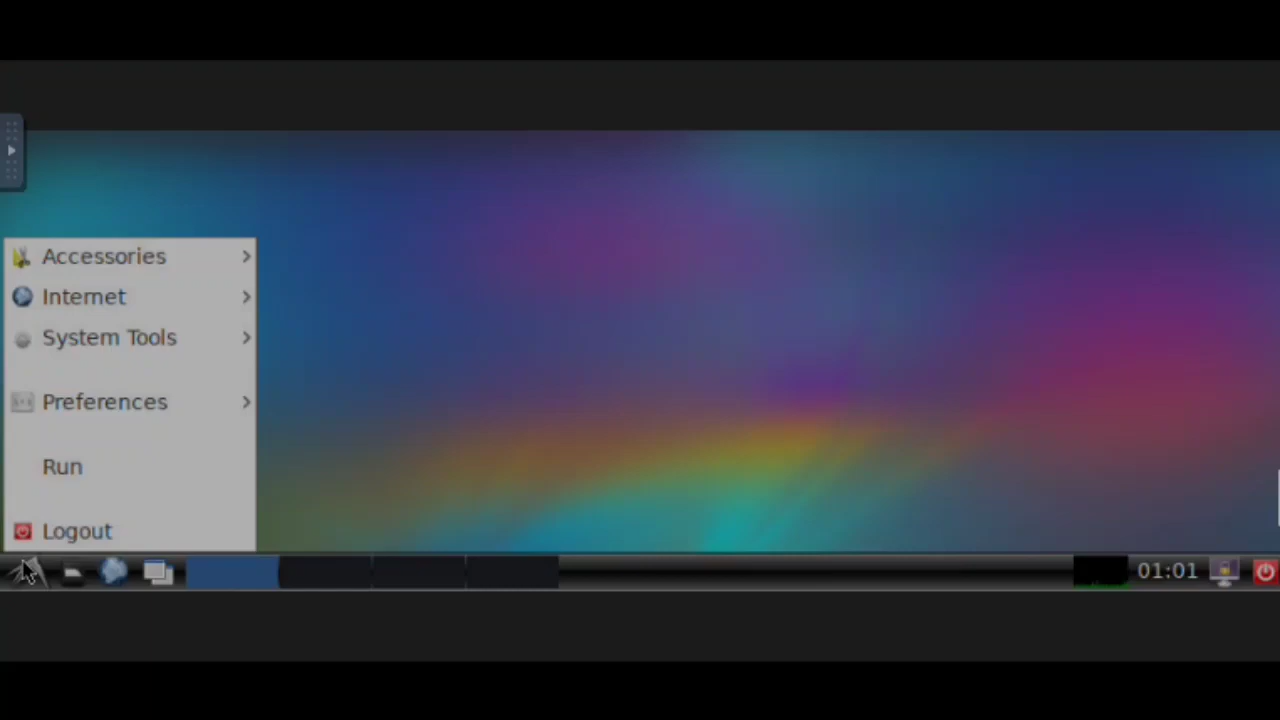 Accessories
Internet
System Tools
Preferences
Run
Logout
01:01